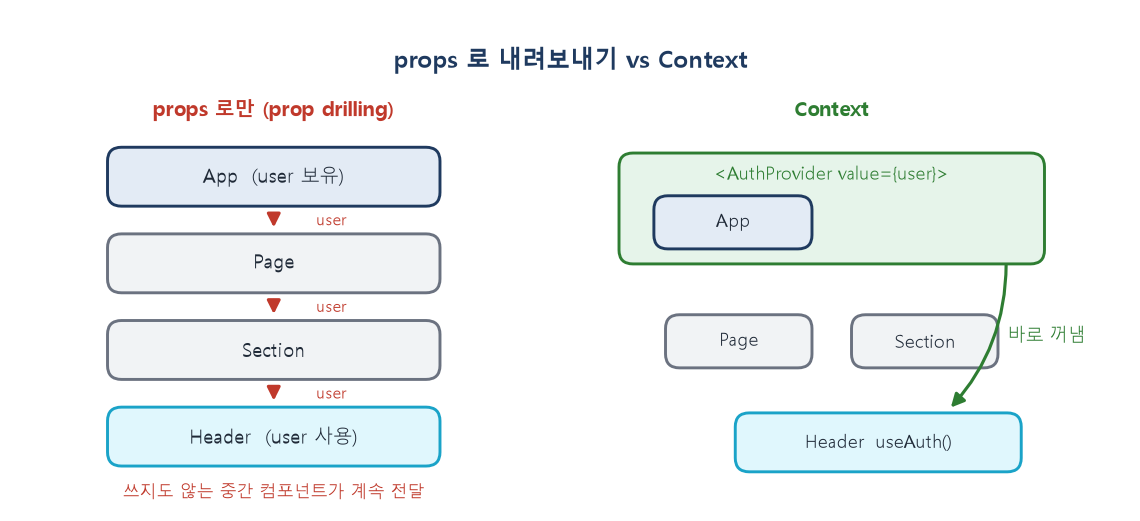 props 로 내려보내기 vs Context
props 로만 (prop drilling)
App (user 보유)
user
Page
user
Section
user
Header (user 사용)
쓰지도 않는 중간 컴포넌트가 계속 전달
Context
<AuthProvider value={user}>
App
Page
Section
바로 꺼냄
Header useAuth()